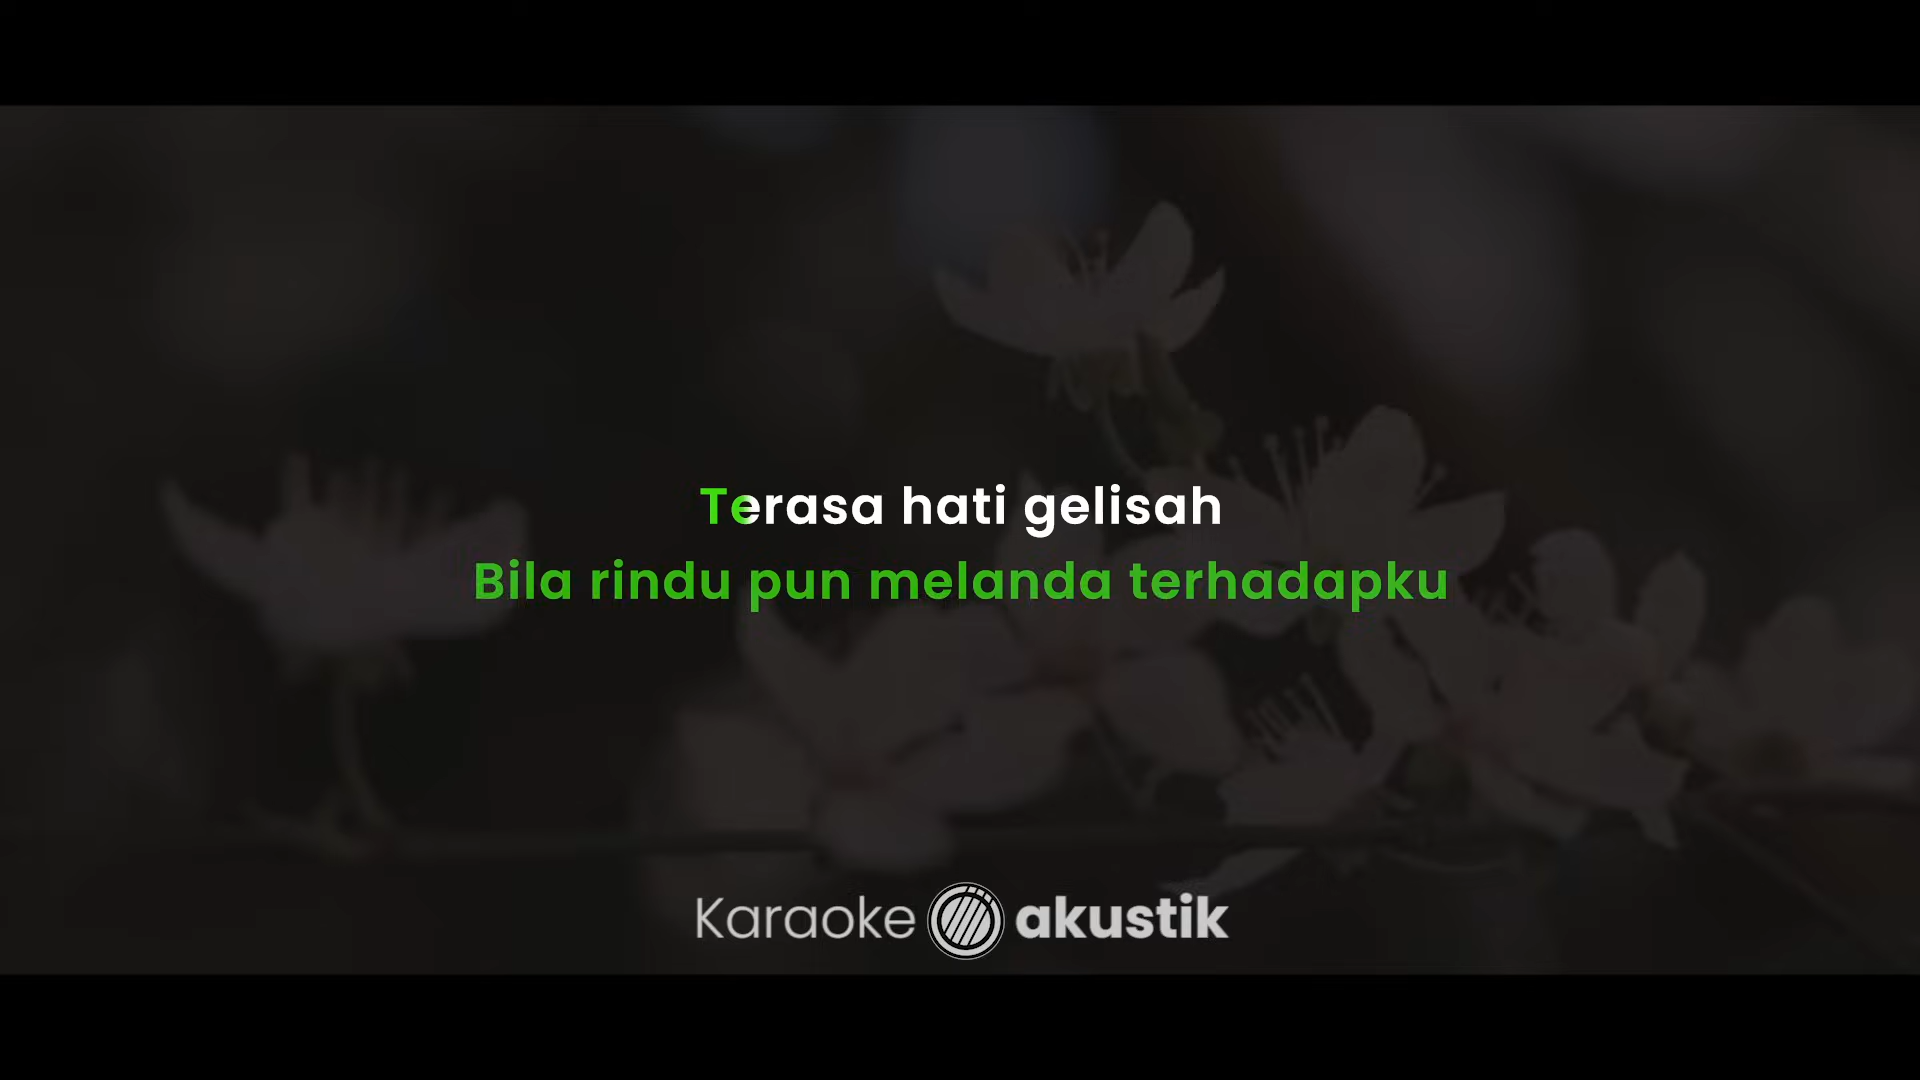 Terasa hati gelisah
Bila rindu pun melanda terhadapku
Karaoke akustik